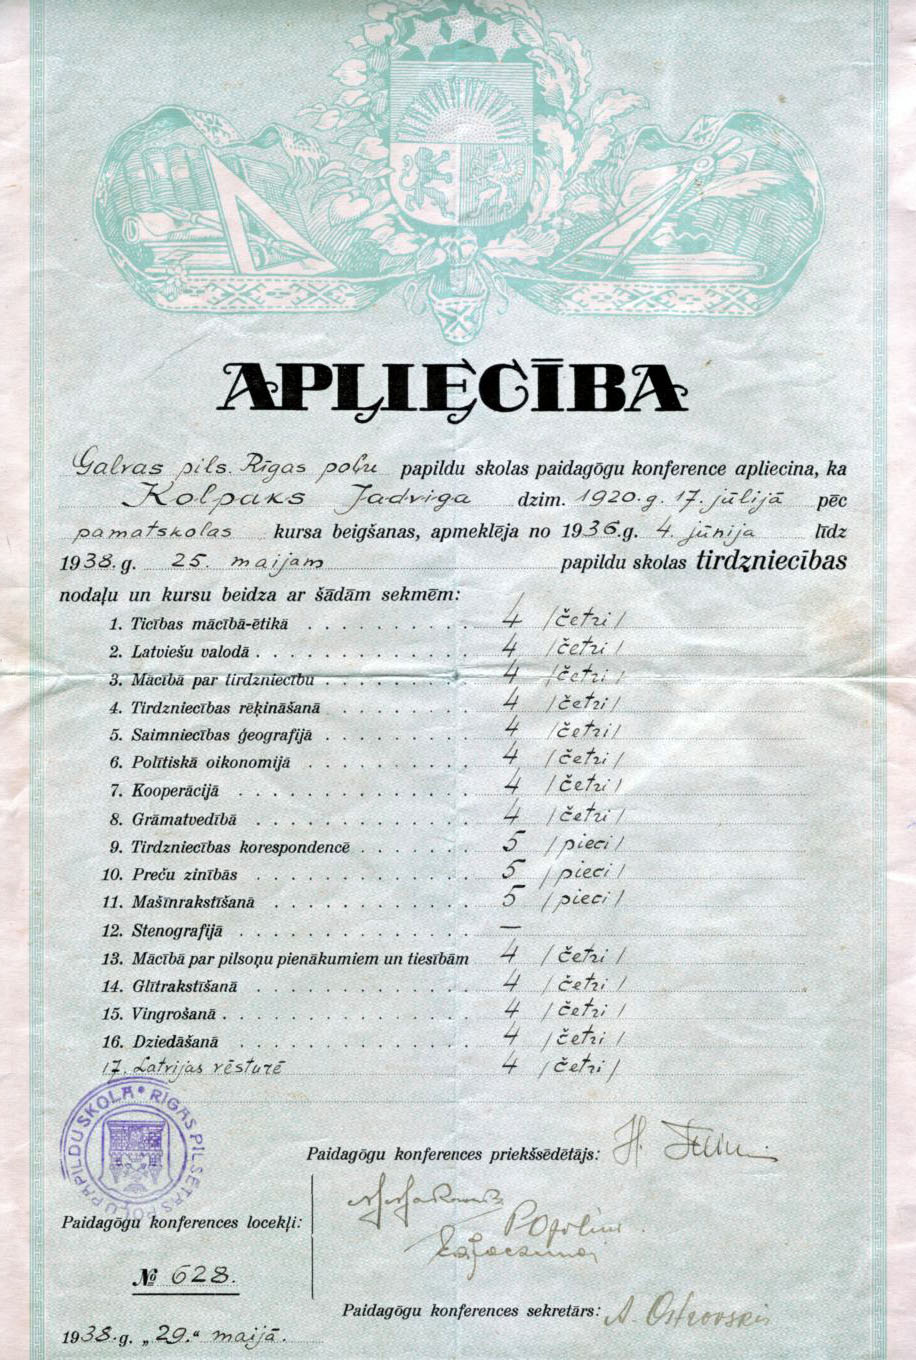 APĻIEÇĪBA
Galvas pils. Rīgas poļu papildu skolas paidagōgu konference apliecina, ka
Kolpaks Jadviga dzim. 1920.g. 17. jūlijā pēc
pamatskolas kursa beigšanas, apmeklēja no 1936.g. 4. jūnija līdz
1938.g. 25. maijam papildu skolas tirdzniecības
nodaļu un kursu beidza ar šādām sekmēm:
1. Ticības mācībā-ētikā 4 /četri/
2. Latviešu valodā 4 /četri/
3. Mācībā par tirdzniecību 4 /četri/
4. Tirdzniecības rēķināšanā 4 /četri/
5. Saimniecības ģeografijā 4 /četri/
6. Polītiskā oikonomijā 4 /četri/
7. Kooperācijā 4 /četri/
8. Grāmatvedībā 4 /četri/
9. Tirdzniecības korespondencē 5 /pieci/
10. Preču zinībās 5 /pieci/
11. Mašīnrakstīšanā 5 /pieci/
12. Stenografijā —
13. Mācībā par pilsoņu pienākumiem un tiesībām 4 /četri/
14. Glītrakstīšanā 4 /četri/
15. Vingrošanā 4 /četri/
16. Dziedāšanā 4 /četri/
17. Latvijas vēsturē 4 /četri/
RĪGAS PILSĒTAS POĻU PAPILDU SKOLA
Paidagōgu konferences priekšsēdētājs: H.
Paidagōgu konferences locekļi:
№ 628.
Paidagōgu konferences sekretārs: A. Ostrovskis
1938.g. „29.“ maijā.